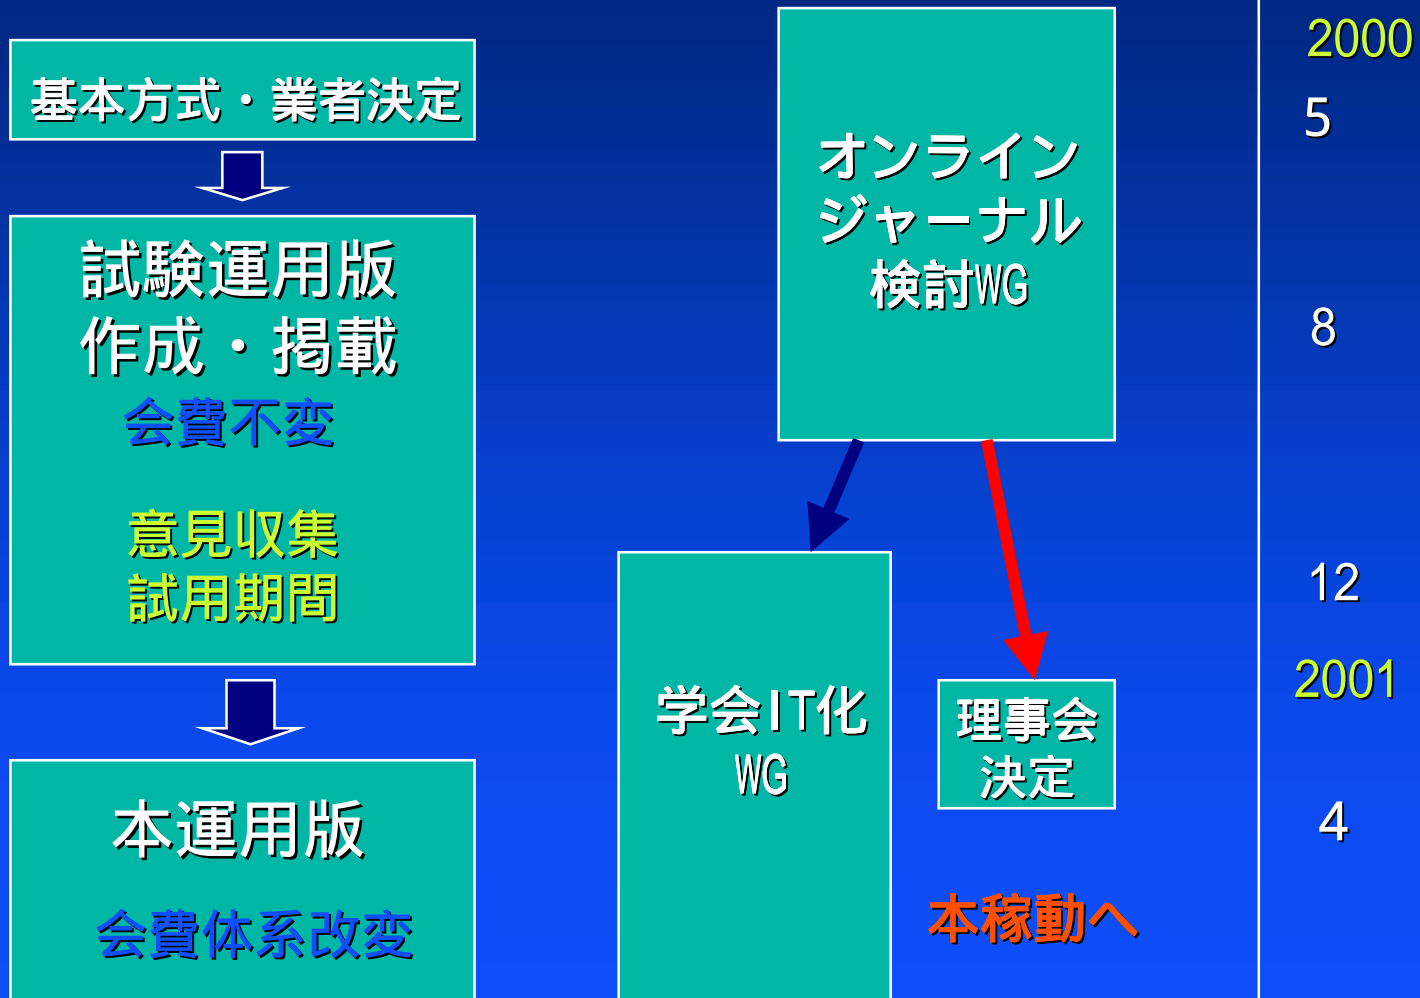 基本方式・業者決定
試験運用版
作成・掲載
会費不変
意見収集
試用期間
本運用版
会費体系改変
オンライン
ジャーナル
検討WG
学会IT化
WG
理事会
決定
本稼動へ
2000
5
8
12
2001
4